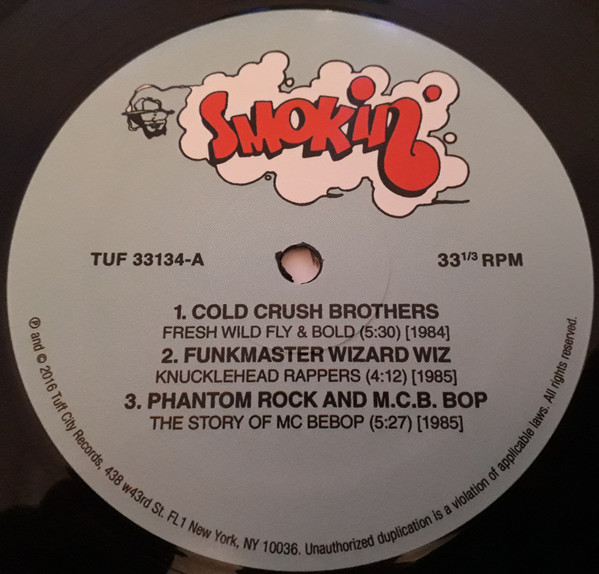 Smokin'
TUF 33134-A
33 1/3 RPM
1. COLD CRUSH BROTHERS
FRESH WILD FLY & BOLD (5:30) [1984]
2. FUNKMASTER WIZARD WIZ
KNUCKLEHEAD RAPPERS (4:12) [1985]
3. PHANTOM ROCK AND M.C.B. BOP
THE STORY OF MC BEBOP (5:27) [1985]
℗ and © 2016 Tuff City Records, 438 w43rd St. FL1 New York, NY 10036. Unauthorized duplication is a violation of applicable laws. All rights reserved.